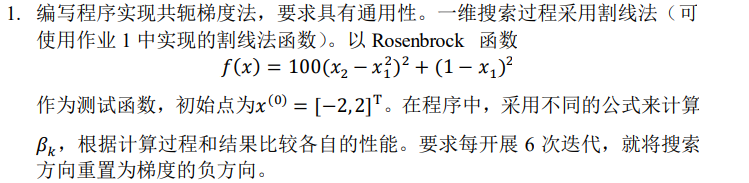 1. 编写程序实现共轭梯度法，要求具有通用性。一维搜索过程采用割线法（可
使用作业 1 中实现的割线法函数）。以 Rosenbrock 函数
f(x) = 100(x₂ − x₁²)² + (1 − x₁)²
作为测试函数，初始点为x⁽⁰⁾ = [−2,2]ᵀ。在程序中，采用不同的公式来计算
βₖ，根据计算过程和结果比较各自的性能。要求每开展 6 次迭代，就将搜索
方向重置为梯度的负方向。